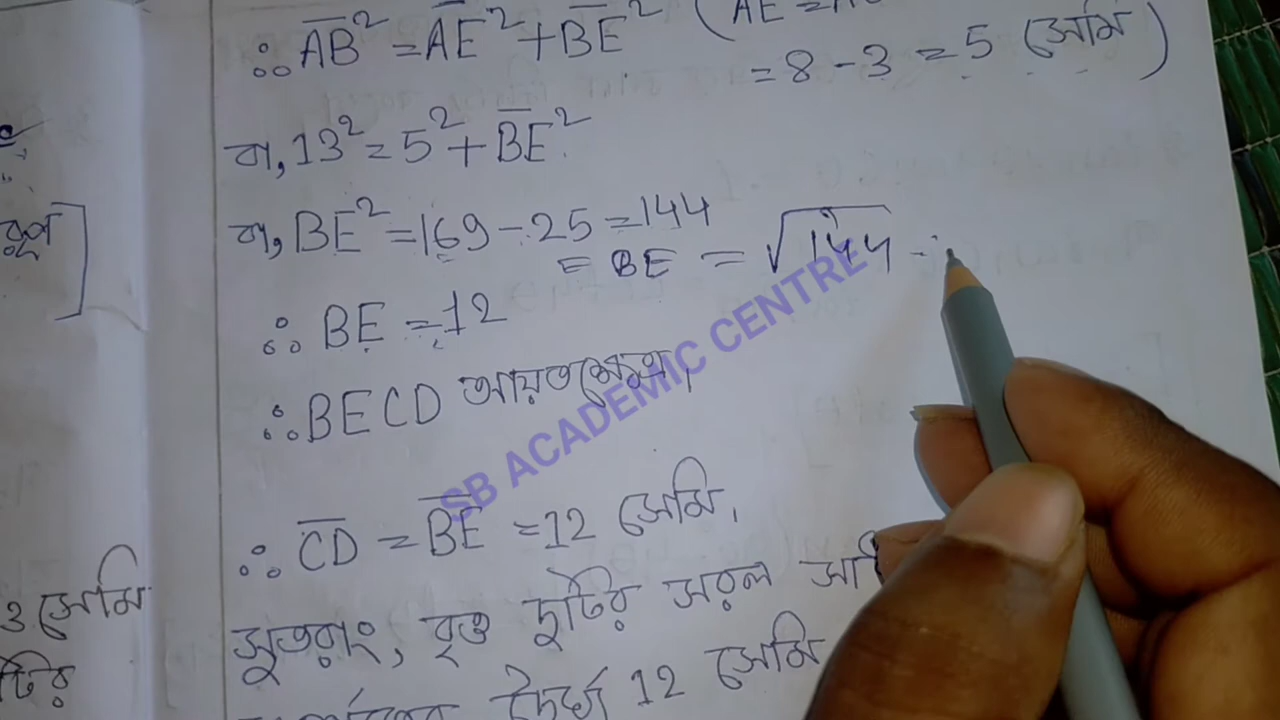 ∴ AB² = AE² + BE² (AE =
= 8 - 3 = 5 (সেমি)
বা, 13² = 5² + BE²
বা, BE² = 169 - 25 = 144
= BE = √144 -
∴ BE = 12
∴ BECD আয়তক্ষেত্র।
∴ CD = BE = 12 সেমি.
সুতরাং, বৃত্ত দুটির সরল
দৈর্ঘ্য 12 সেমি
3 সেমি
টির
SB ACADEMIC CENTRE